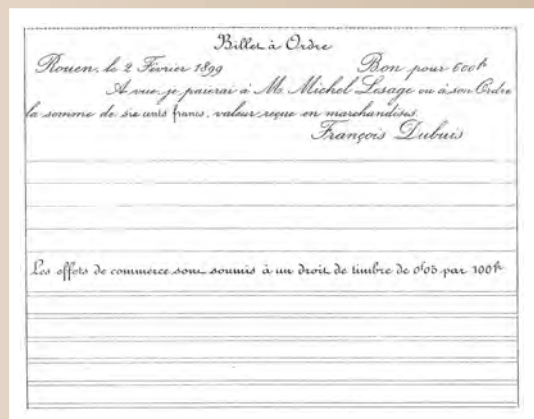 Billet à Ordre
Rouen, le 2 Février 1899 Bon pour 600f
A vue, je paierai à Mr Michel Lesage ou à son Ordre
la somme de six cents francs, valeur reçue en marchandises.
François Dubuis
Les effets de commerce sont soumis à un droit de timbre de 0f05 par 100f